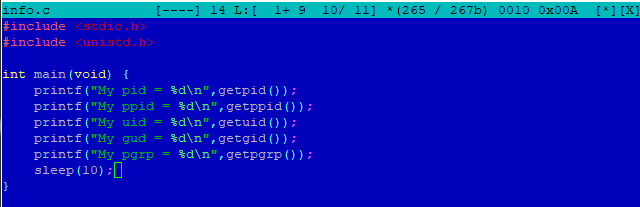 info.c [----] 14 L:[ 1+ 9 10/ 11] *(265 / 267b) 0010 0x00A [*][X]
#include <stdio.h>
#include <unistd.h>
int main(void) {
printf("My pid = %d\n",getpid());
printf("My ppid = %d\n",getppid());
printf("My uid = %d\n",getuid());
printf("My gud = %d\n",getgid());
printf("My pgrp = %d\n",getpgrp());
sleep(10);
}